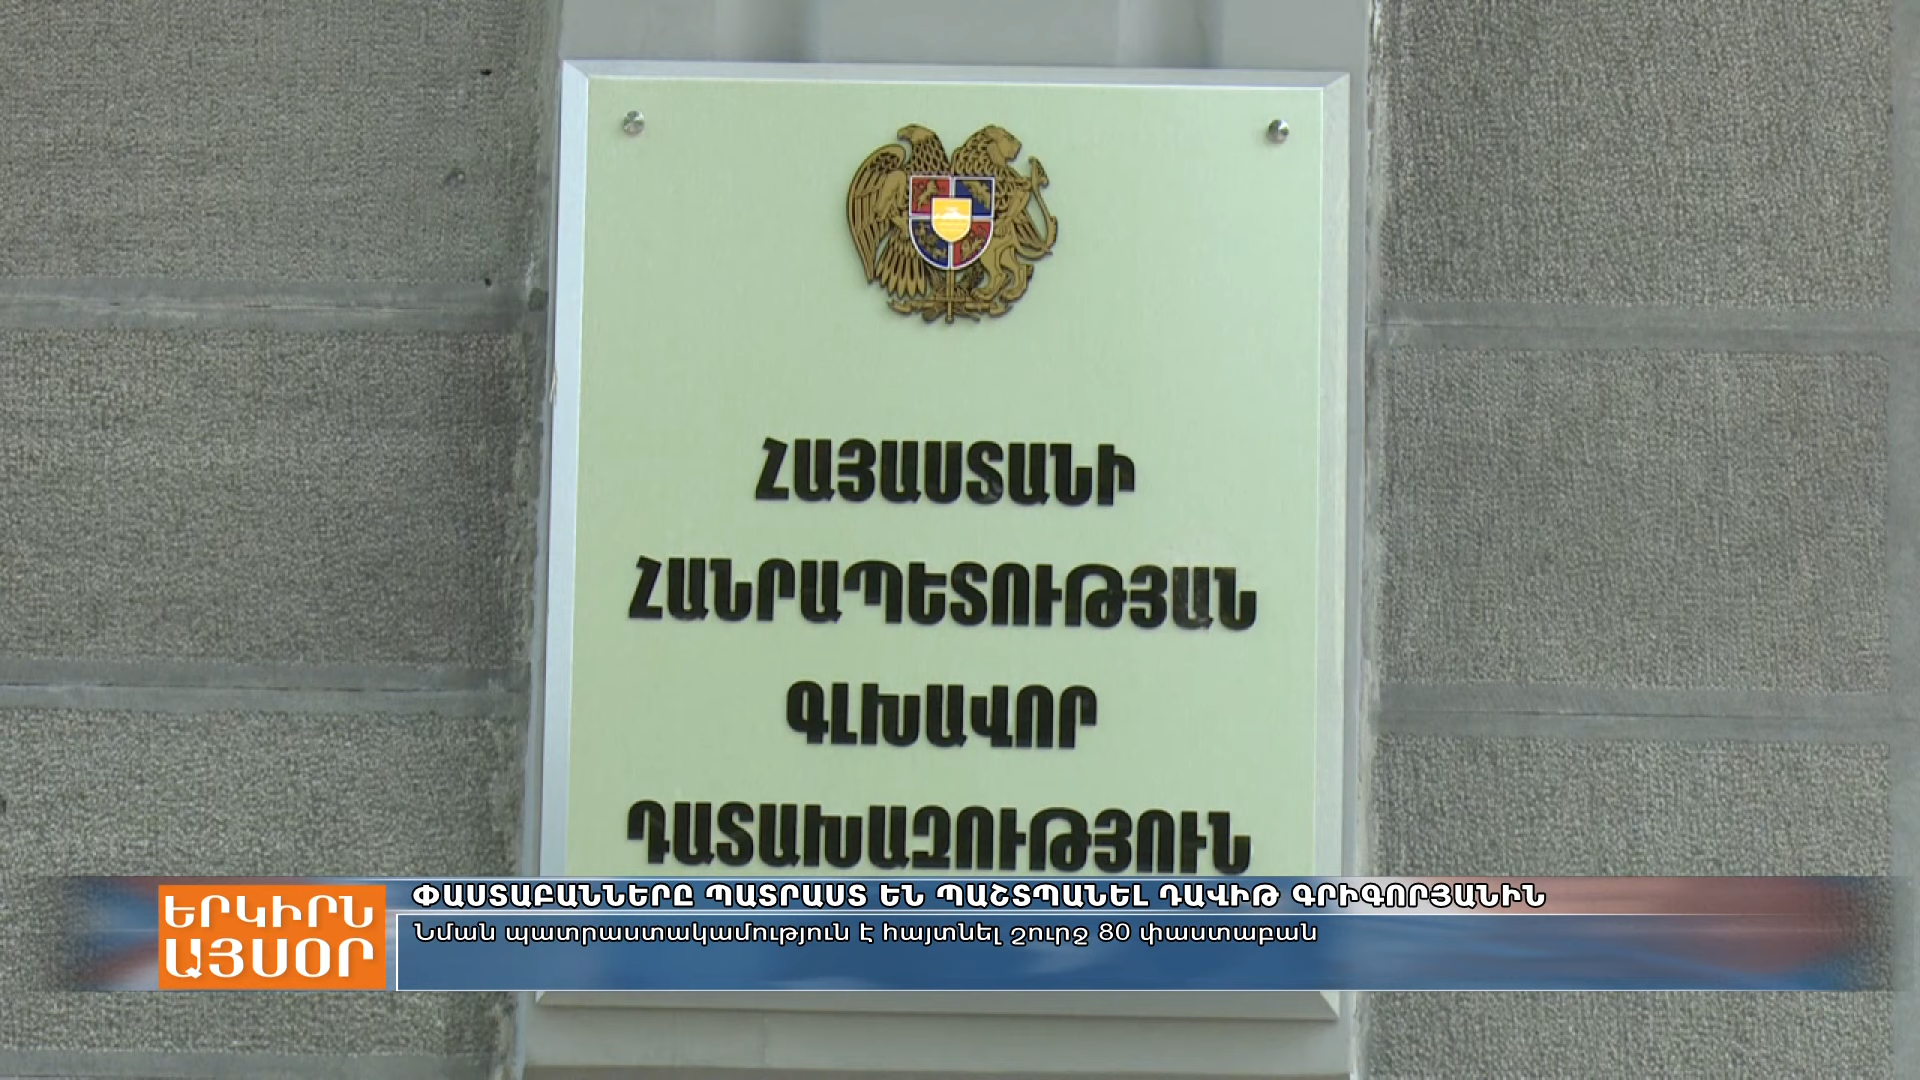 ՀԱՅԱՍՏԱՆԻ
ՀԱՆՐԱՊԵՏՈՒԹՅԱՆ
ԳԼԽԱՎՈՐ
ԴԱՏԱԽԱԶՈՒԹՅՈՒՆ
ԵՐԿԻՐՆ
ԱՅՍՕՐ
ՓԱՍՏԱԲԱՆՆԵՐԸ ՊԱՏՐԱՍՏ ԵՆ ՊԱՇՏՊԱՆԵԼ ԴԱՎԻԹ ԳՐԻԳՈՐՅԱՆԻՆ
Նման պատրաստակամություն է հայտնել շուրջ 80 փաստաբան